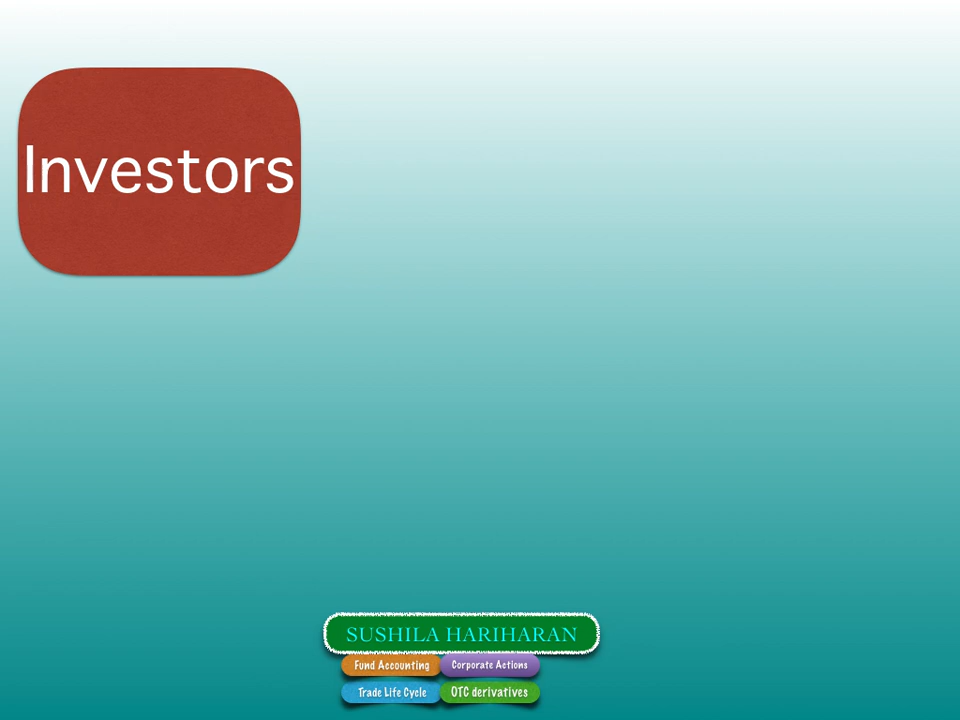 Investors
SUSHILA HARIHARAN
Fund Accounting Corporate Actions
Trade Life Cycle OTC derivatives